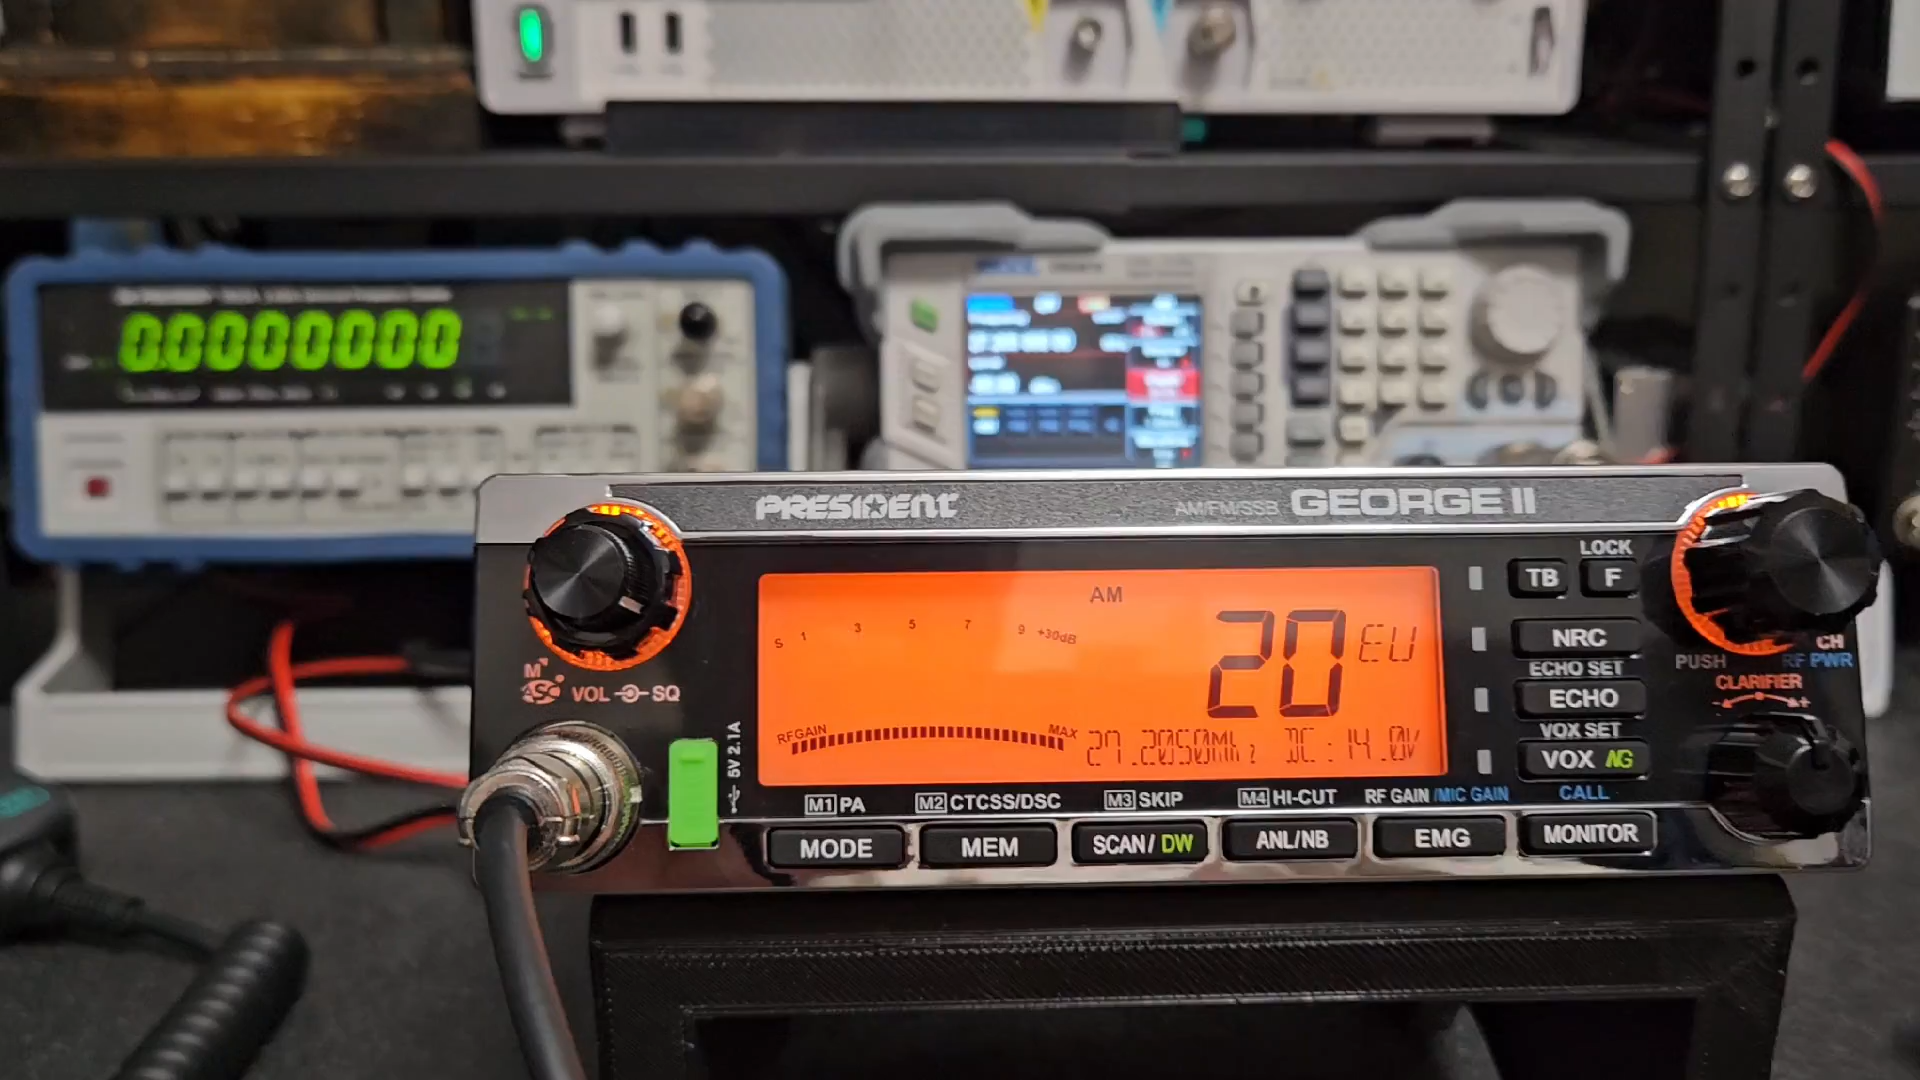 0.0000000
PRESIDENT
AM/FM/SSB GEORGE II
LOCK
TB F
NRC
ECHO SET
ECHO
VOX SET
VOX NG
CALL
AM
S 1 3 5 7 9 +30dB
20 EU
RFGAIN MAX
27.2050MHz DC:14.0V
M
ASC VOL SQ
5V 2.1A
CH
PUSH RF PWR
CLARIFIER
- +
M1 PA M2 CTCSS/DSC M3 SKIP M4 HI-CUT RF GAIN /MIC GAIN
MODE MEM SCAN/ DW ANL/NB EMG MONITOR